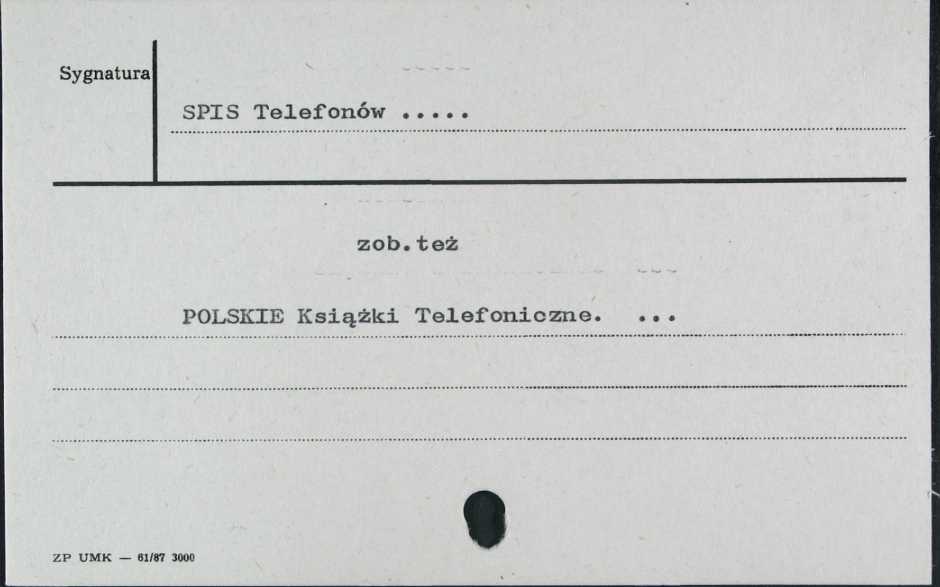 Sygnatura
SPIS Telefonów .....
zob.też
POLSKIE Książki Telefoniczne. ...
ZP UMK — 61/87 3000